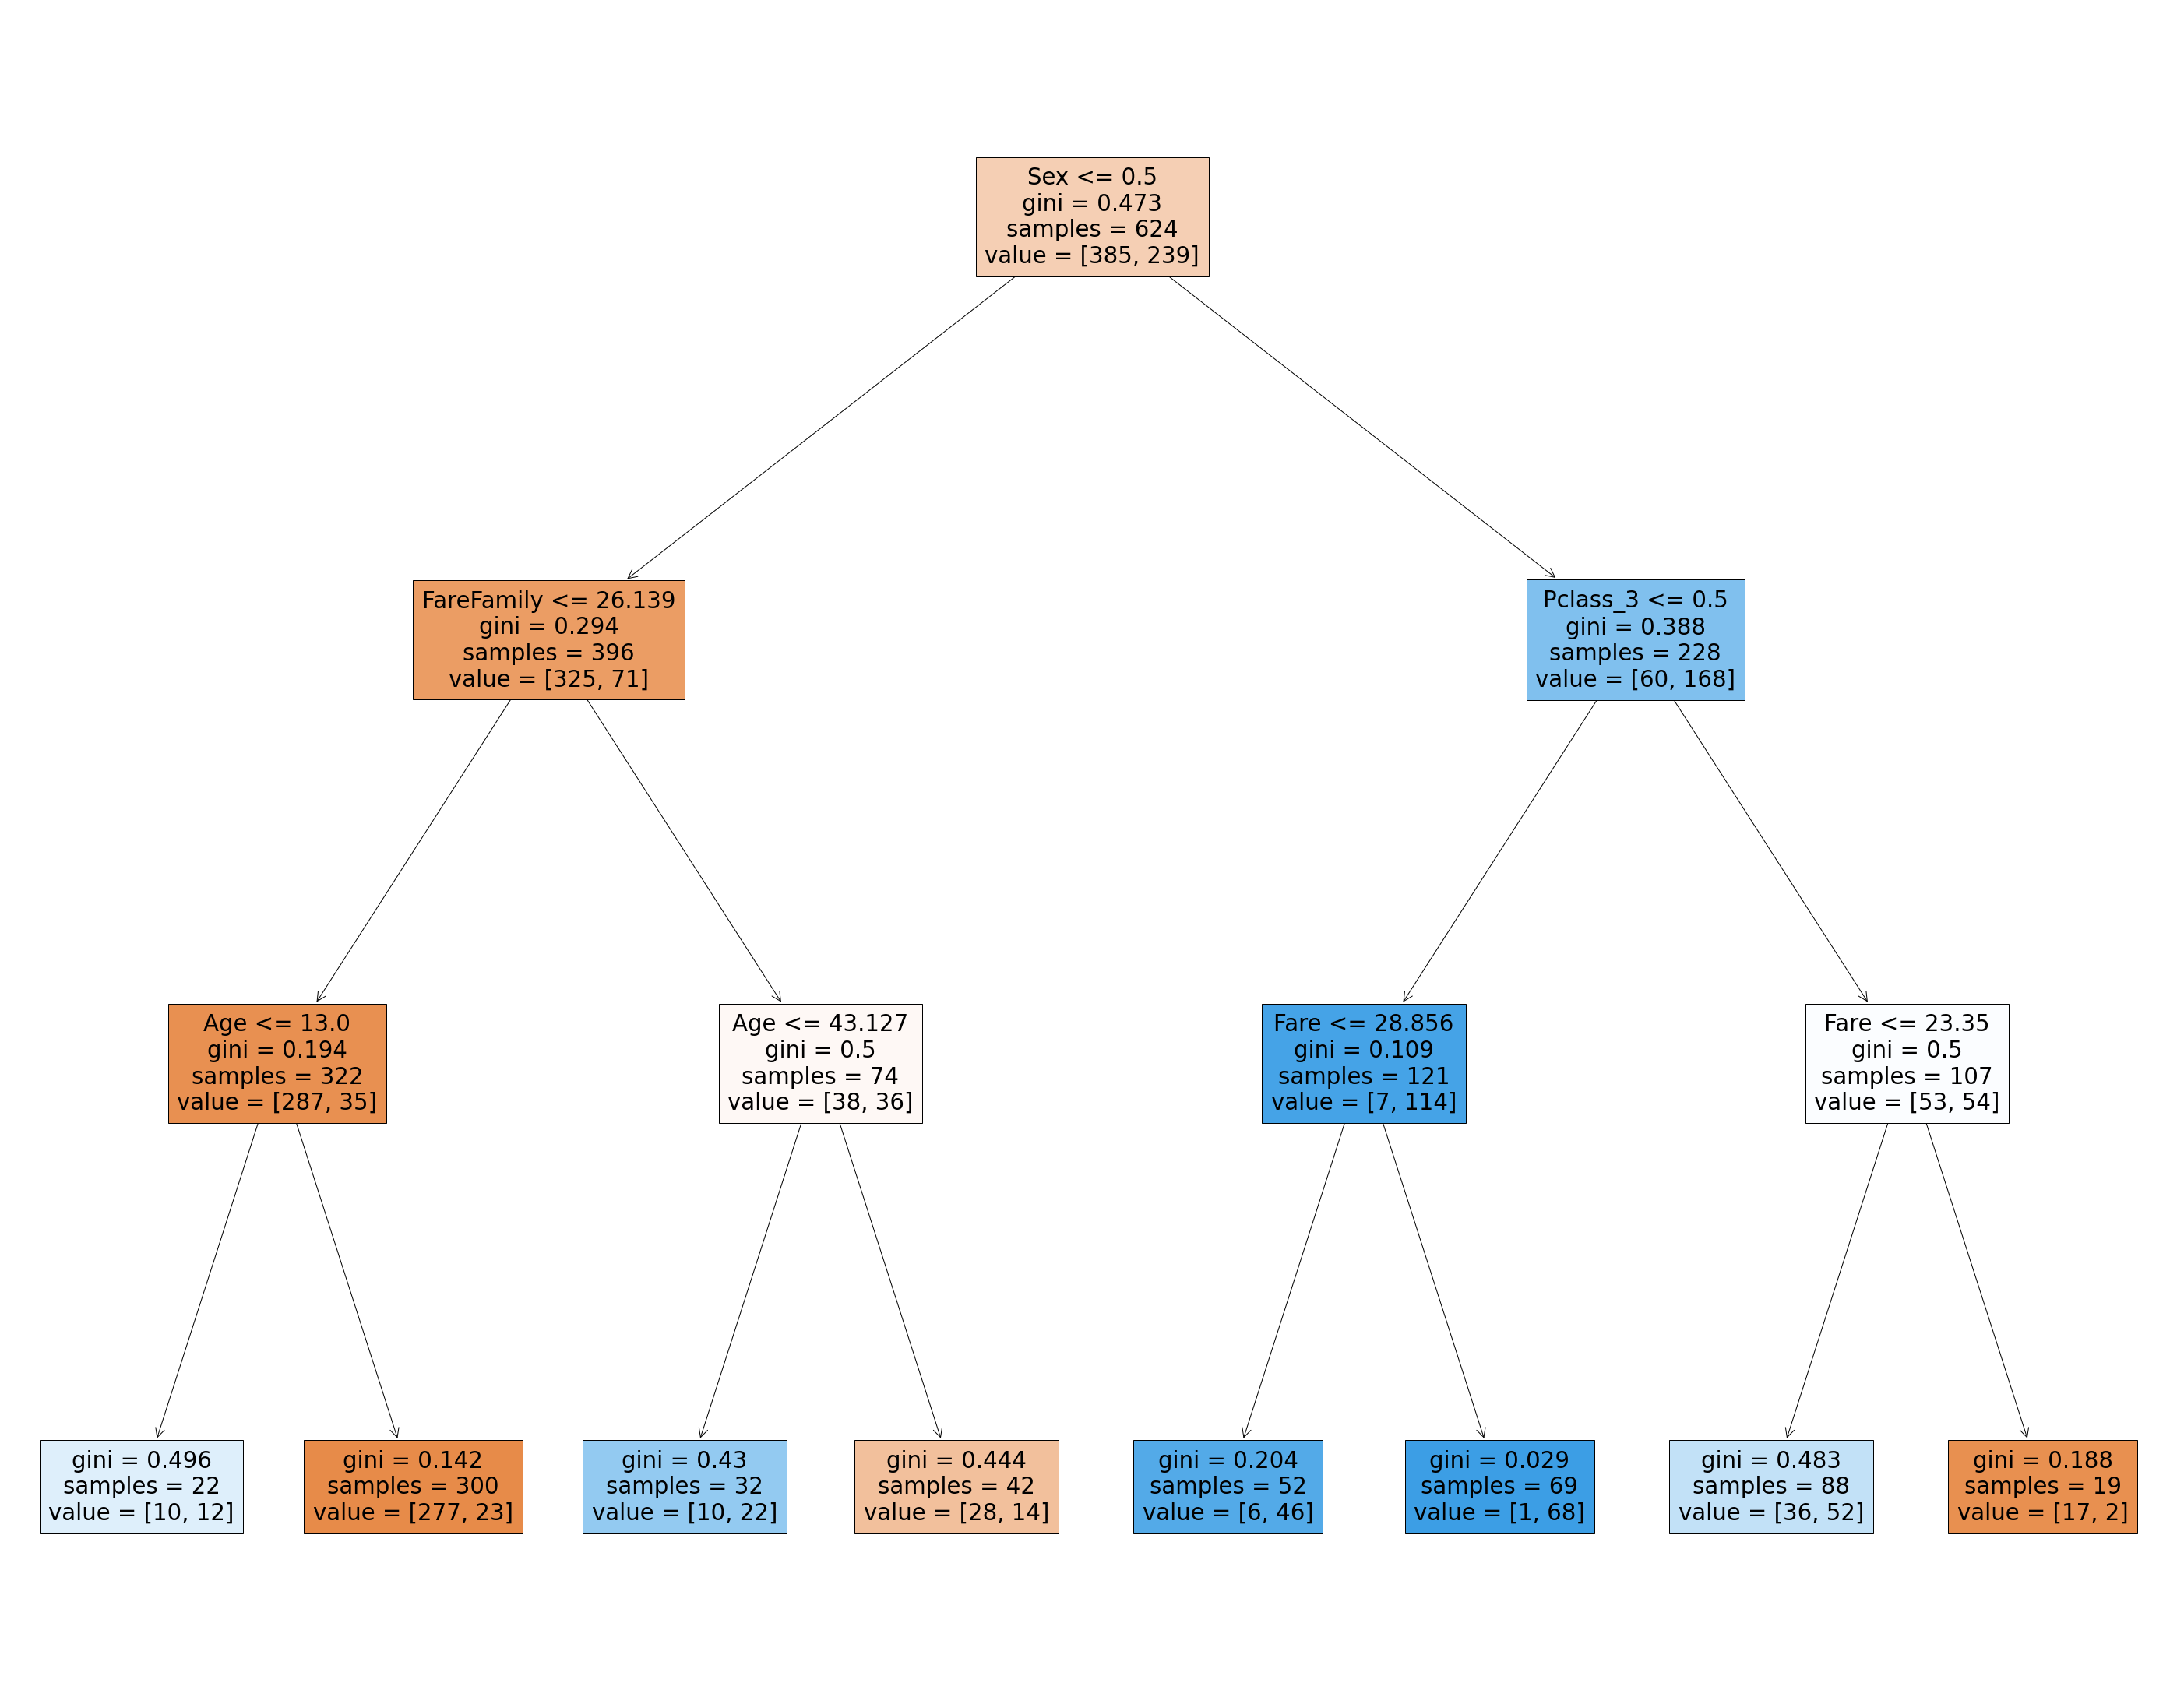 Sex <= 0.5
gini = 0.473
samples = 624
value = [385, 239]
FareFamily <= 26.139
gini = 0.294
samples = 396
value = [325, 71]
Pclass_3 <= 0.5
gini = 0.388
samples = 228
value = [60, 168]
Age <= 13.0
gini = 0.194
samples = 322
value = [287, 35]
Age <= 43.127
gini = 0.5
samples = 74
value = [38, 36]
Fare <= 28.856
gini = 0.109
samples = 121
value = [7, 114]
Fare <= 23.35
gini = 0.5
samples = 107
value = [53, 54]
gini = 0.496
samples = 22
value = [10, 12]
gini = 0.142
samples = 300
value = [277, 23]
gini = 0.43
samples = 32
value = [10, 22]
gini = 0.444
samples = 42
value = [28, 14]
gini = 0.204
samples = 52
value = [6, 46]
gini = 0.029
samples = 69
value = [1, 68]
gini = 0.483
samples = 88
value = [36, 52]
gini = 0.188
samples = 19
value = [17, 2]